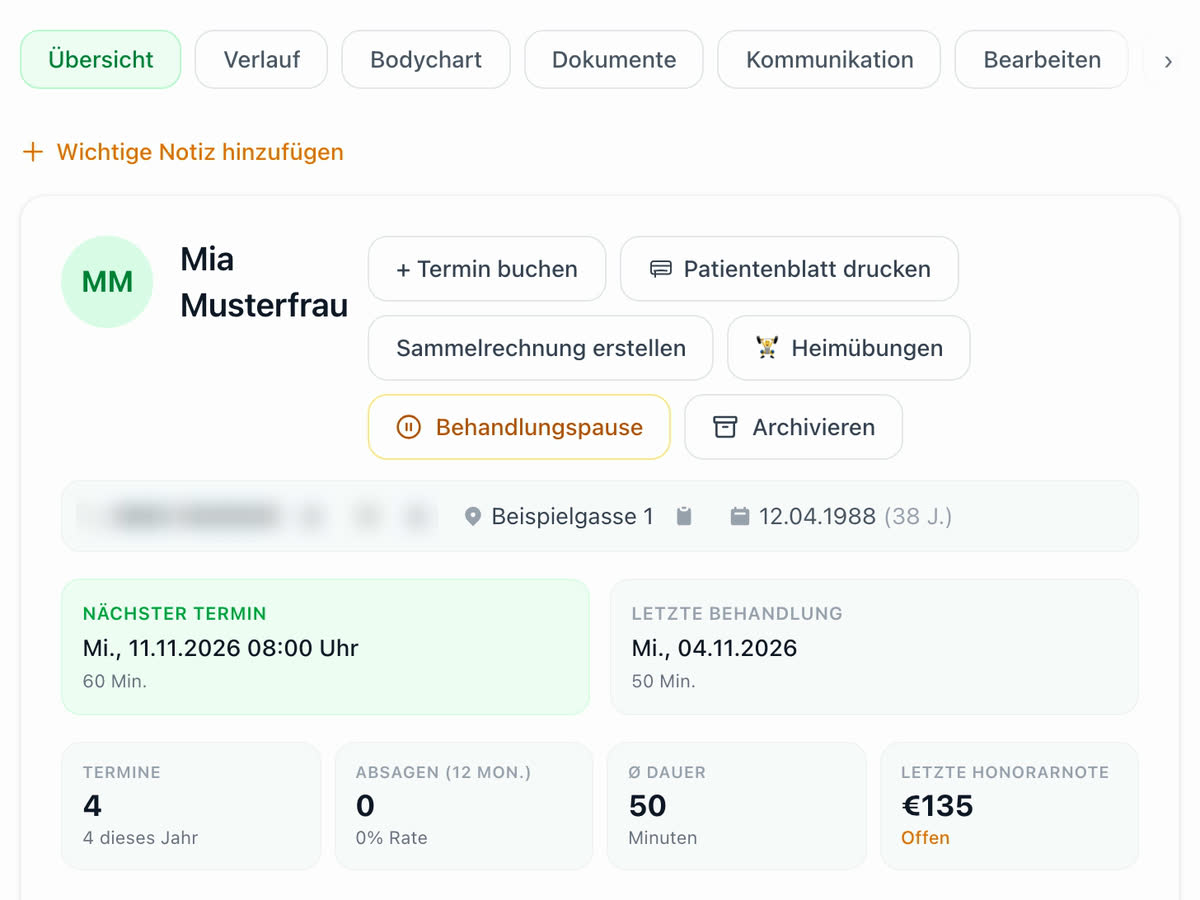 Übersicht
Verlauf
Bodychart
Dokumente
Kommunikation
Bearbeiten
›
+ Wichtige Notiz hinzufügen
MM
Mia
Musterfrau
+ Termin buchen
Patientenblatt drucken
Sammelrechnung erstellen
Heimübungen
Behandlungspause
Archivieren
Beispielgasse 1
12.04.1988 (38 J.)
NÄCHSTER TERMIN
Mi., 11.11.2026 08:00 Uhr
60 Min.
LETZTE BEHANDLUNG
Mi., 04.11.2026
50 Min.
TERMINE
4
4 dieses Jahr
ABSAGEN (12 MON.)
0
0% Rate
Ø DAUER
50
Minuten
LETZTE HONORARNOTE
€135
Offen